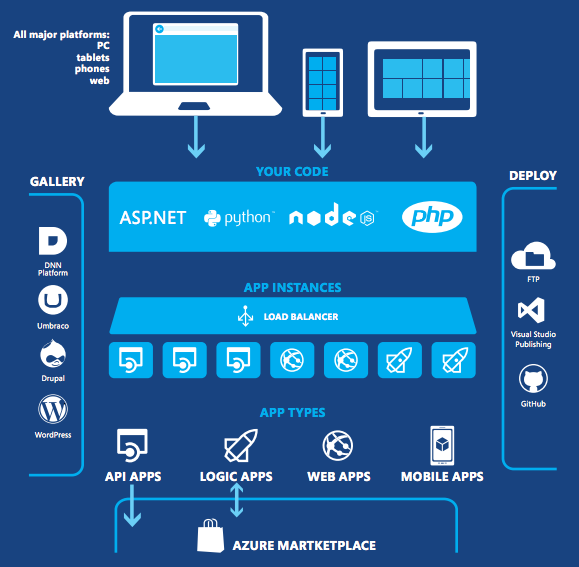 All major platforms:
PC
tablets
phones
web
YOUR CODE
GALLERY
DEPLOY
ASP.NET
python™
node JS™
php
DNN
Platform
Umbraco
Drupal
WordPress
FTP
Visual Studio
Publishing
GitHub
APP INSTANCES
LOAD BALANCER
APP TYPES
API APPS
LOGIC APPS
WEB APPS
MOBILE APPS
AZURE MARTKETPLACE